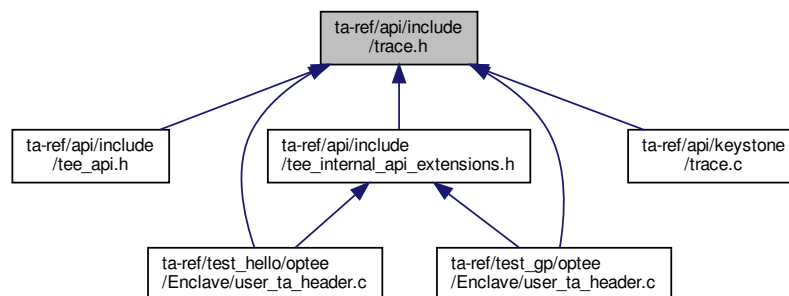 ta-ref/api/include
/trace.h
ta-ref/api/include
/tee_api.h
ta-ref/api/include
/tee_internal_api_extensions.h
ta-ref/api/keystone
/trace.c
ta-ref/test_hello/optee
/Enclave/user_ta_header.c
ta-ref/test_gp/optee
/Enclave/user_ta_header.c